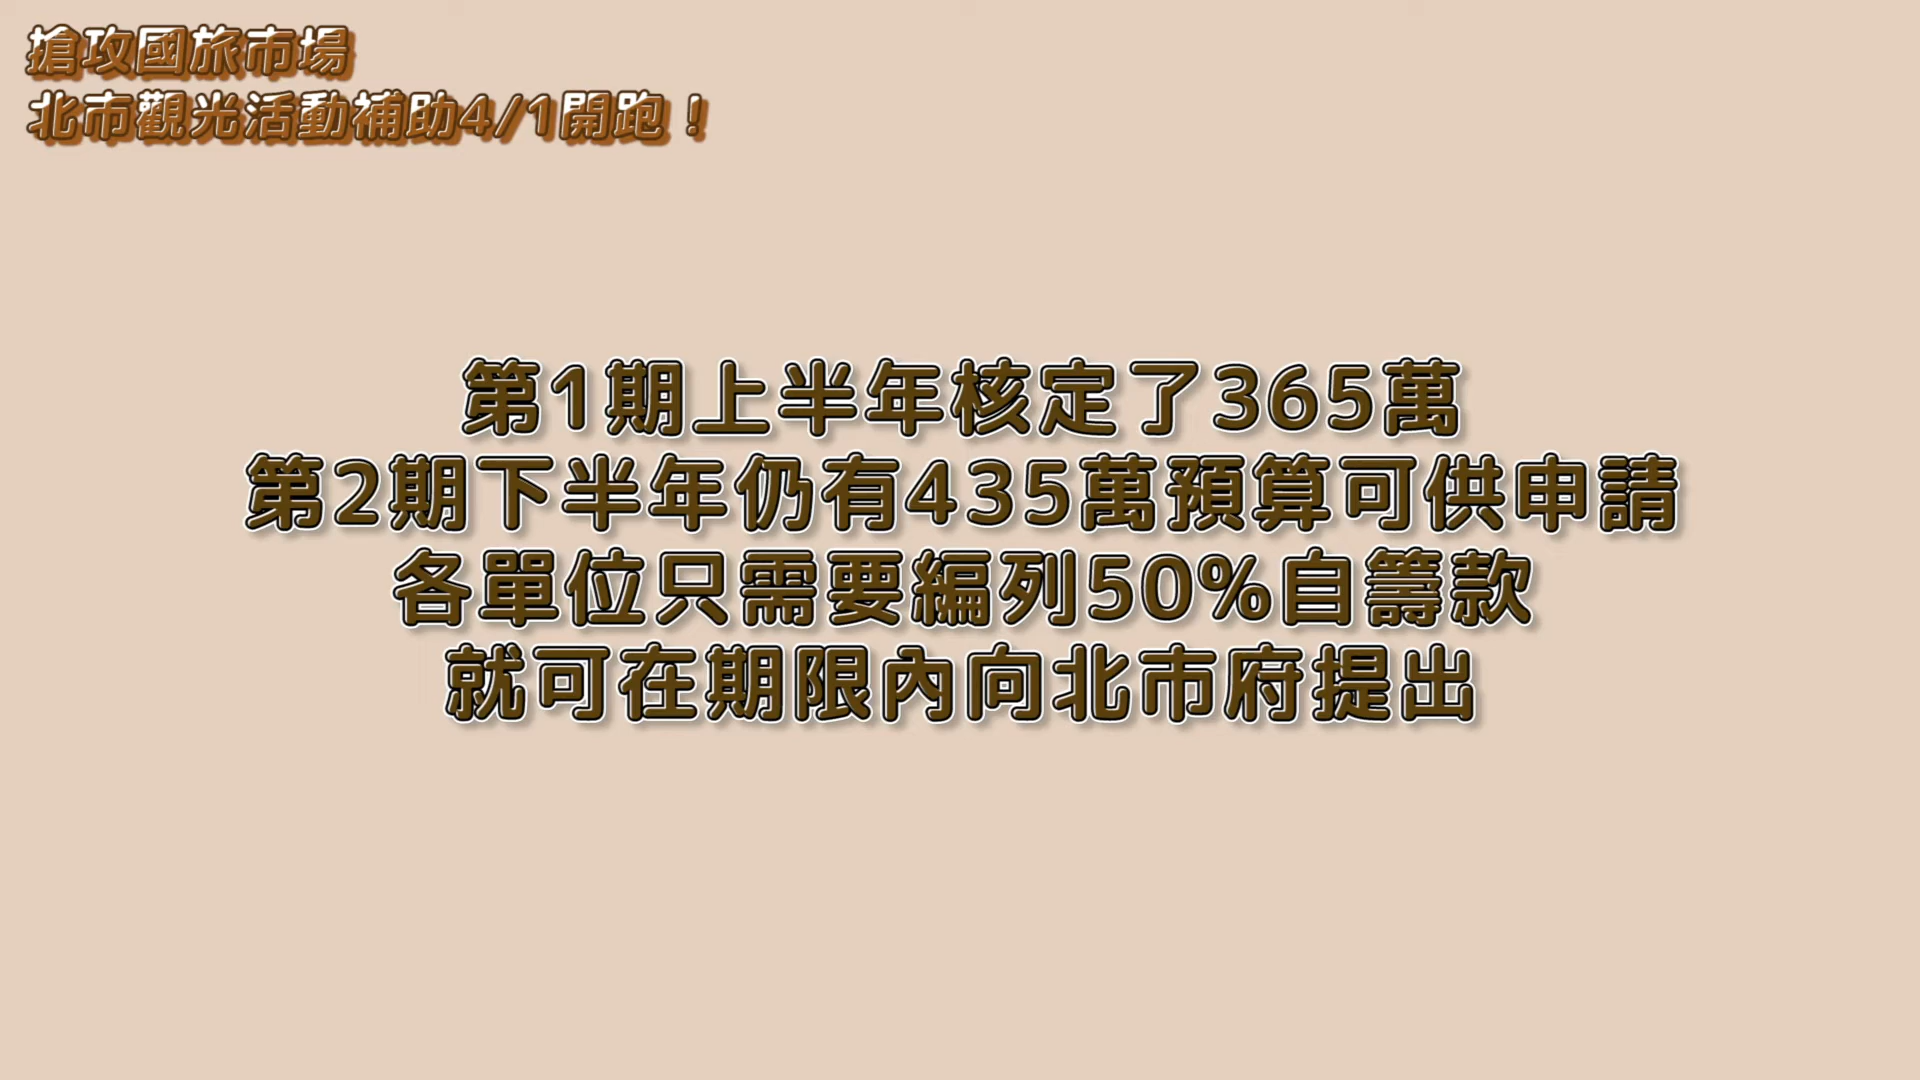 搶攻國旅市場
北市觀光活動補助4/1開跑！
第1期上半年核定了365萬
第2期下半年仍有435萬預算可供申請
各單位只需要編列50%自籌款
就可在期限內向北市府提出